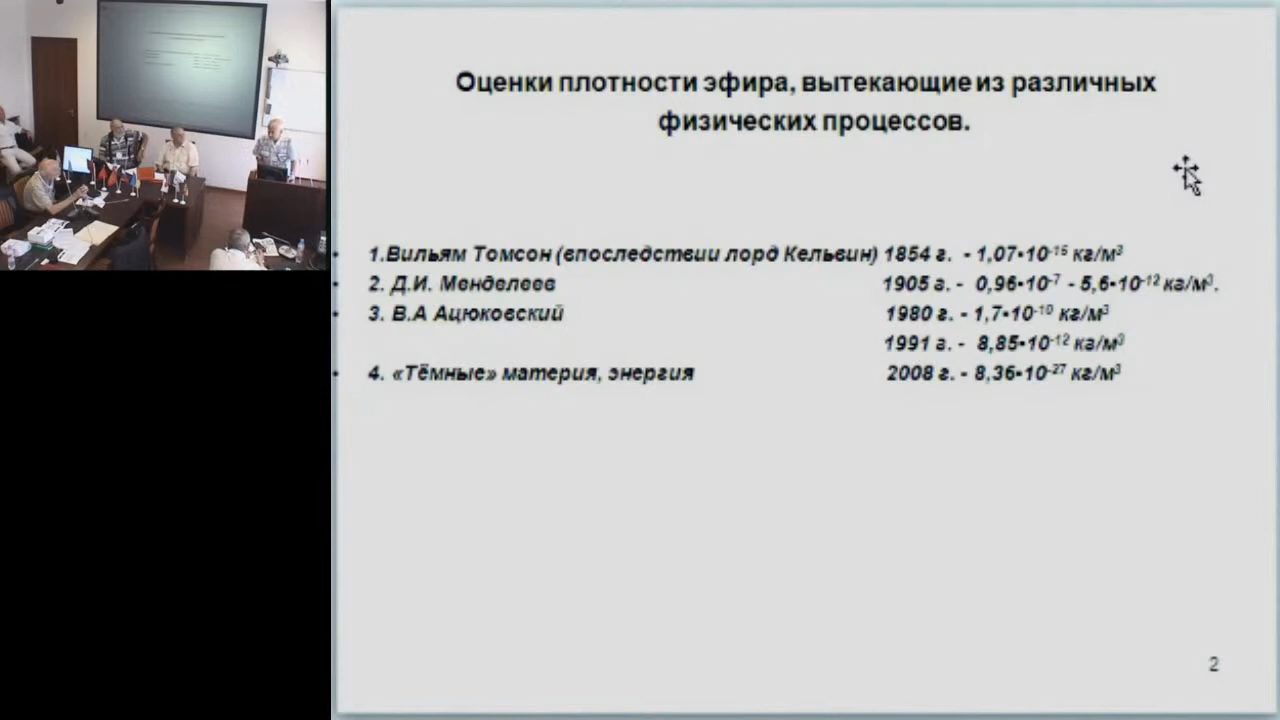 Оценки плотности эфира, вытекающие из различных
физических процессов.
• 1.Вильям Томсон (впоследствии лорд Кельвин) 1854 г. - 1,07•10⁻¹⁵ кг/м³
• 2. Д.И. Менделеев 1905 г. - 0,96•10⁻⁷ - 5,6•10⁻¹² кг/м³.
• 3. В.А Ацюковский 1980 г. - 1,7•10⁻¹⁰ кг/м³
1991 г. - 8,85•10⁻¹² кг/м³
• 4. «Тёмные» материя, энергия 2008 г. - 8,36•10⁻²⁷ кг/м³
2